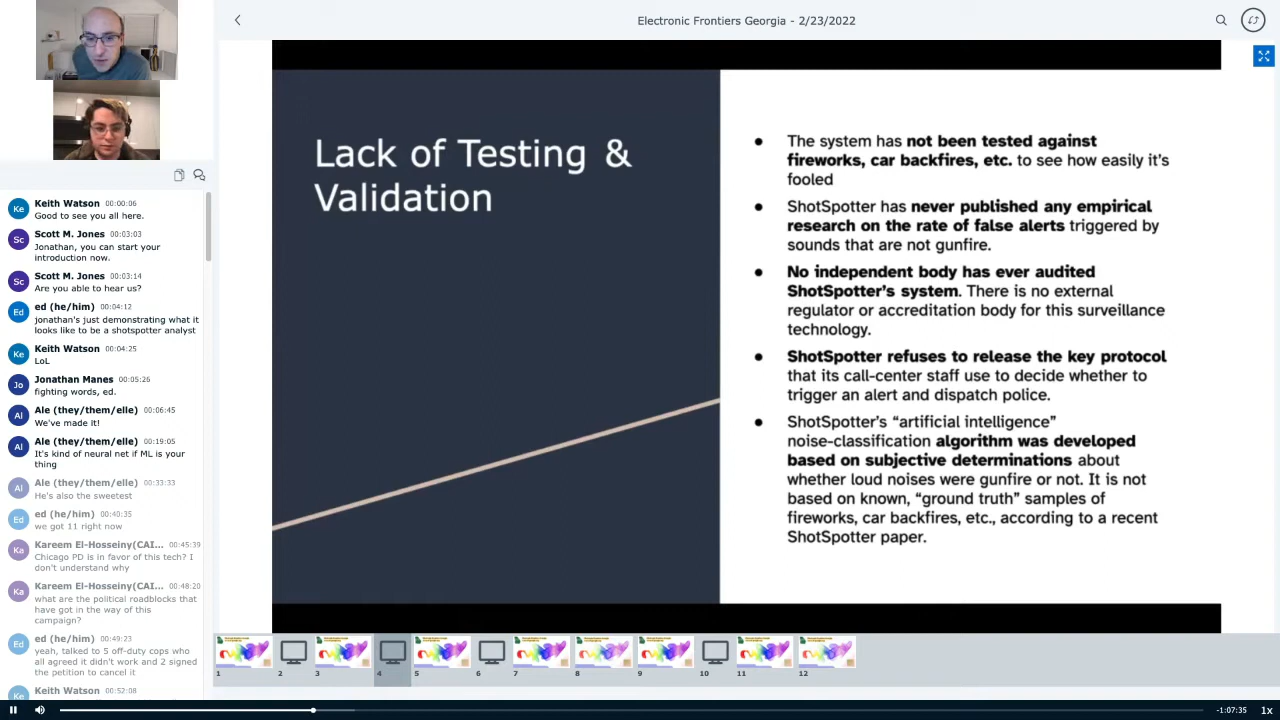 Electronic Frontiers Georgia - 2/23/2022
Ke
Keith Watson 00:00:06
Good to see you all here.
Sc
Scott M. Jones 00:03:03
Jonathan, you can start your
introduction now.
Sc
Scott M. Jones 00:03:14
Are you able to hear us?
Ed
ed (he/him) 00:04:12
jonathan's just demonstrating what it
looks like to be a shotspotter analyst
Ke
Keith Watson 00:04:25
LoL
Jo
Jonathan Manes 00:05:26
fighting words, ed.
Al
Ale (they/them/elle) 00:06:45
We've made it!
Al
Ale (they/them/elle) 00:19:05
It's kind of neural net if ML is your
thing
Al
Ale (they/them/elle) 00:33:33
He's also the sweetest
Ed
ed (he/him) 00:40:35
we got 11 right now
Ka
Kareem El-Hosseiny(CAI... 00:45:39
Chicago PD is in favor of this tech? I
don't understand why
Ka
Kareem El-Hosseiny(CAI... 00:48:20
what are the political roadblocks that
have got in the way of this
campaign?
Ed
ed (he/him) 00:49:23
yeah, talked to 5 off-duty cops who
all agreed it didn't work and 2 signed
the petition to cancel it
Ke
Keith Watson 00:52:08
Lack of Testing &
Validation
● The system has not been tested against
fireworks, car backfires, etc. to see how easily it's
fooled
● ShotSpotter has never published any empirical
research on the rate of false alerts triggered by
sounds that are not gunfire.
● No independent body has ever audited
ShotSpotter's system. There is no external
regulator or accreditation body for this surveillance
technology.
● ShotSpotter refuses to release the key protocol
that its call-center staff use to decide whether to
trigger an alert and dispatch police.
● ShotSpotter's “artificial intelligence”
noise-classification algorithm was developed
based on subjective determinations about
whether loud noises were gunfire or not. It is not
based on known, “ground truth” samples of
fireworks, car backfires, etc., according to a recent
ShotSpotter paper.
1 2 3 4 5 6 7 8 9 10 11 12
-1:07:35 1x